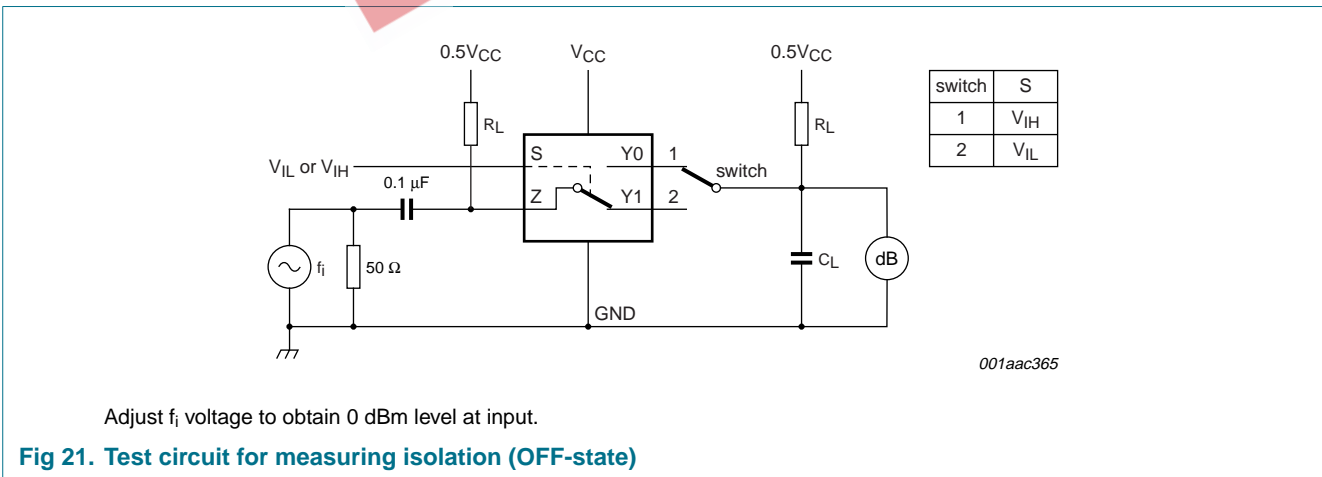 0.5VCC VCC 0.5VCC
switch S
1 VIH
2 VIL
RL RL
S Y0 1
switch
VIL or VIH
0.1 μF
Z Y1 2
fi 50 Ω
CL dB
GND
001aac365
Adjust fi voltage to obtain 0 dBm level at input.
Fig 21. Test circuit for measuring isolation (OFF-state)